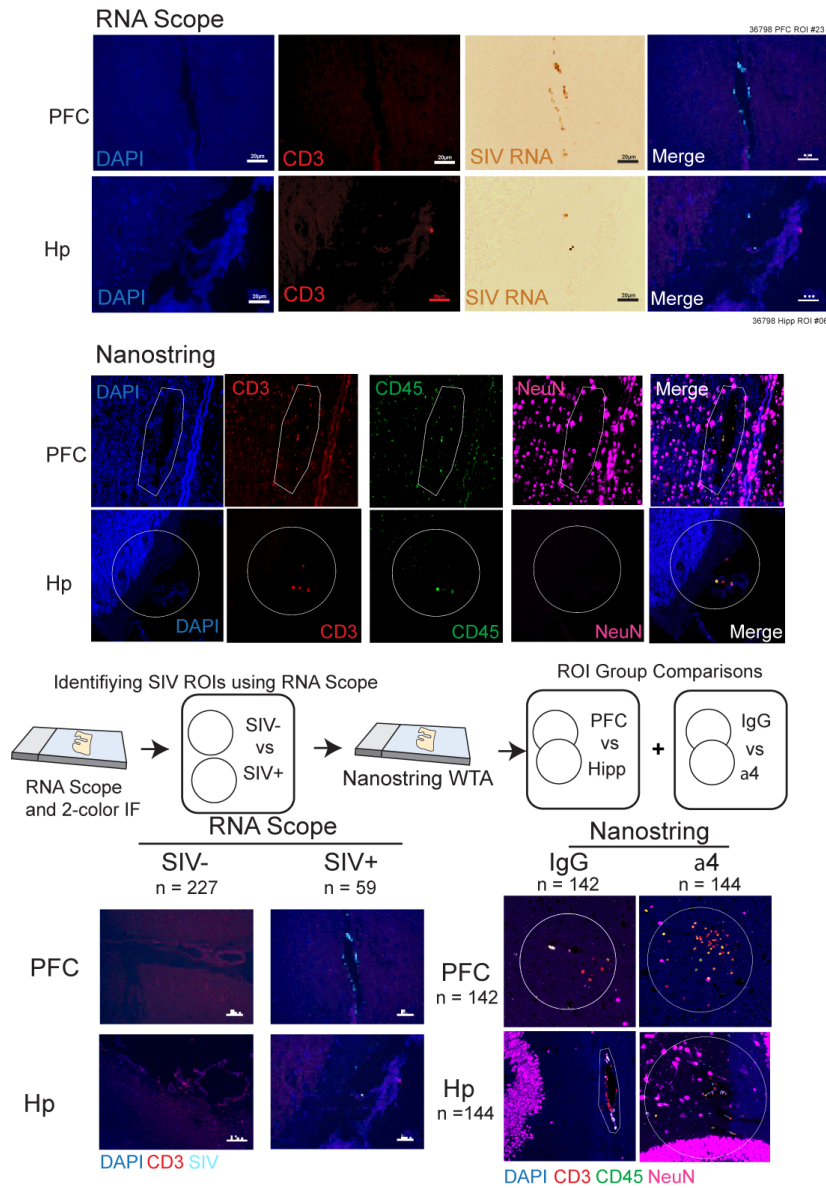 RNA Scope
36798 PFC ROI #23
PFC
DAPI
20µm
CD3
20µm
SIV RNA
20µm
Merge
Hp
DAPI
20µm
CD3
SIV RNA
20µm
Merge
36798 Hipp ROI #06
Nanostring
PFC
DAPI
CD3
CD45
NeuN
Merge
Hp
DAPI
CD3
CD45
NeuN
Merge
Identifiying SIV ROIs using RNA Scope
ROI Group Comparisons
RNA Scope
and 2-color IF
SIV-
vs
SIV+
Nanostring WTA
PFC
vs
Hipp
+
IgG
vs
a4
RNA Scope
SIV-
n = 227
SIV+
n = 59
PFC
Hp
DAPI CD3 SIV
Nanostring
IgG
n = 142
a4
n = 144
PFC
n = 142
Hp
n =144
DAPI CD3 CD45 NeuN